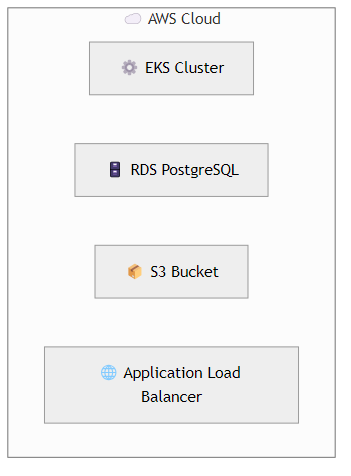 AWS Cloud
EKS Cluster
RDS PostgreSQL
S3 Bucket
Application Load
Balancer